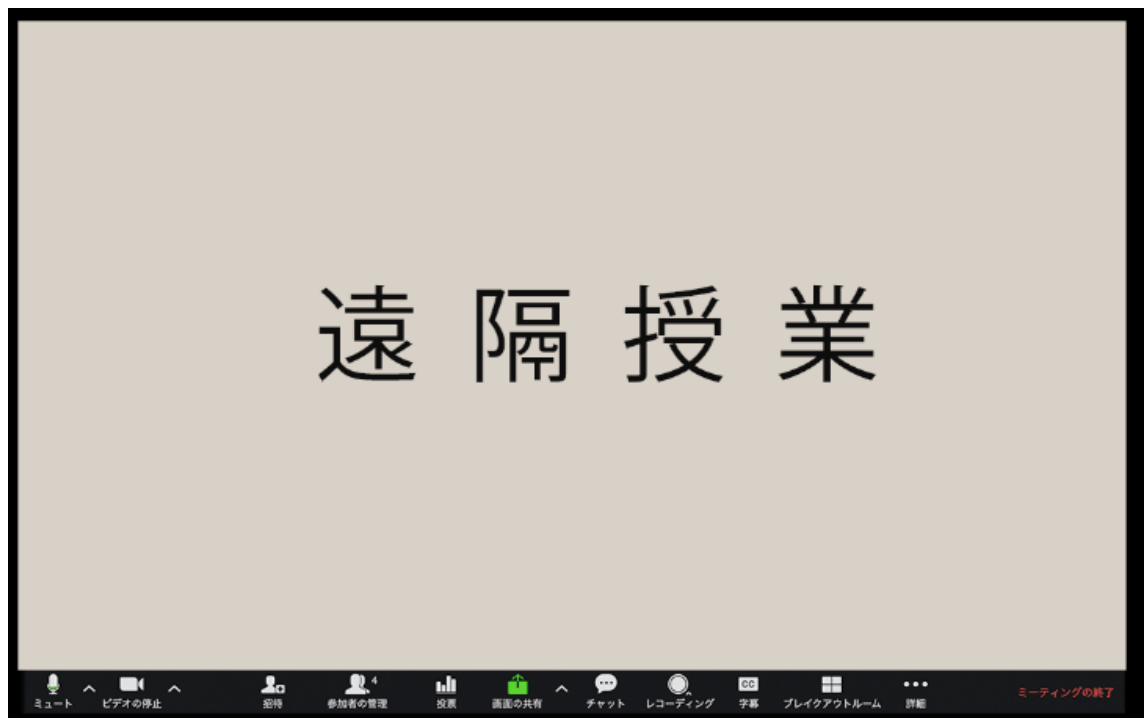 遠隔授業
ミュート ビデオの停止 招待 参加者の管理 4 投票 画面の共有 チャット レコーディング CC 字幕 ブレイクアウトルーム 詳細 ミーティングの終了